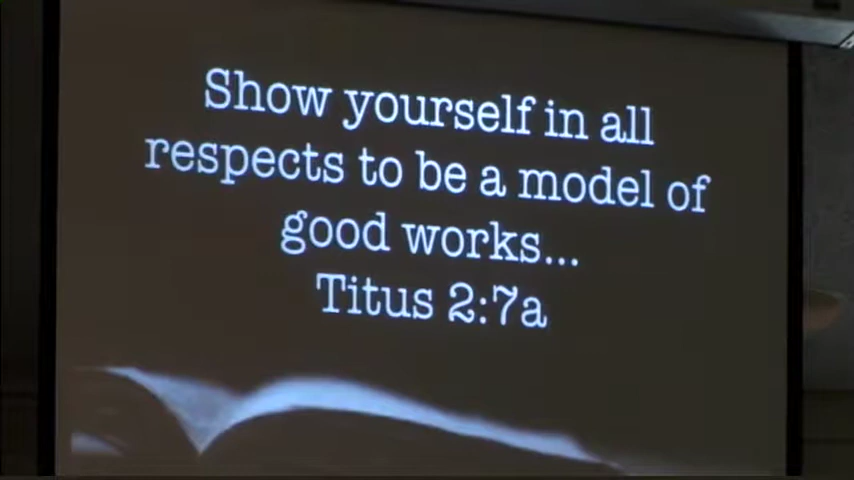 Show yourself in all
respects to be a model of
good works...
Titus 2:7a